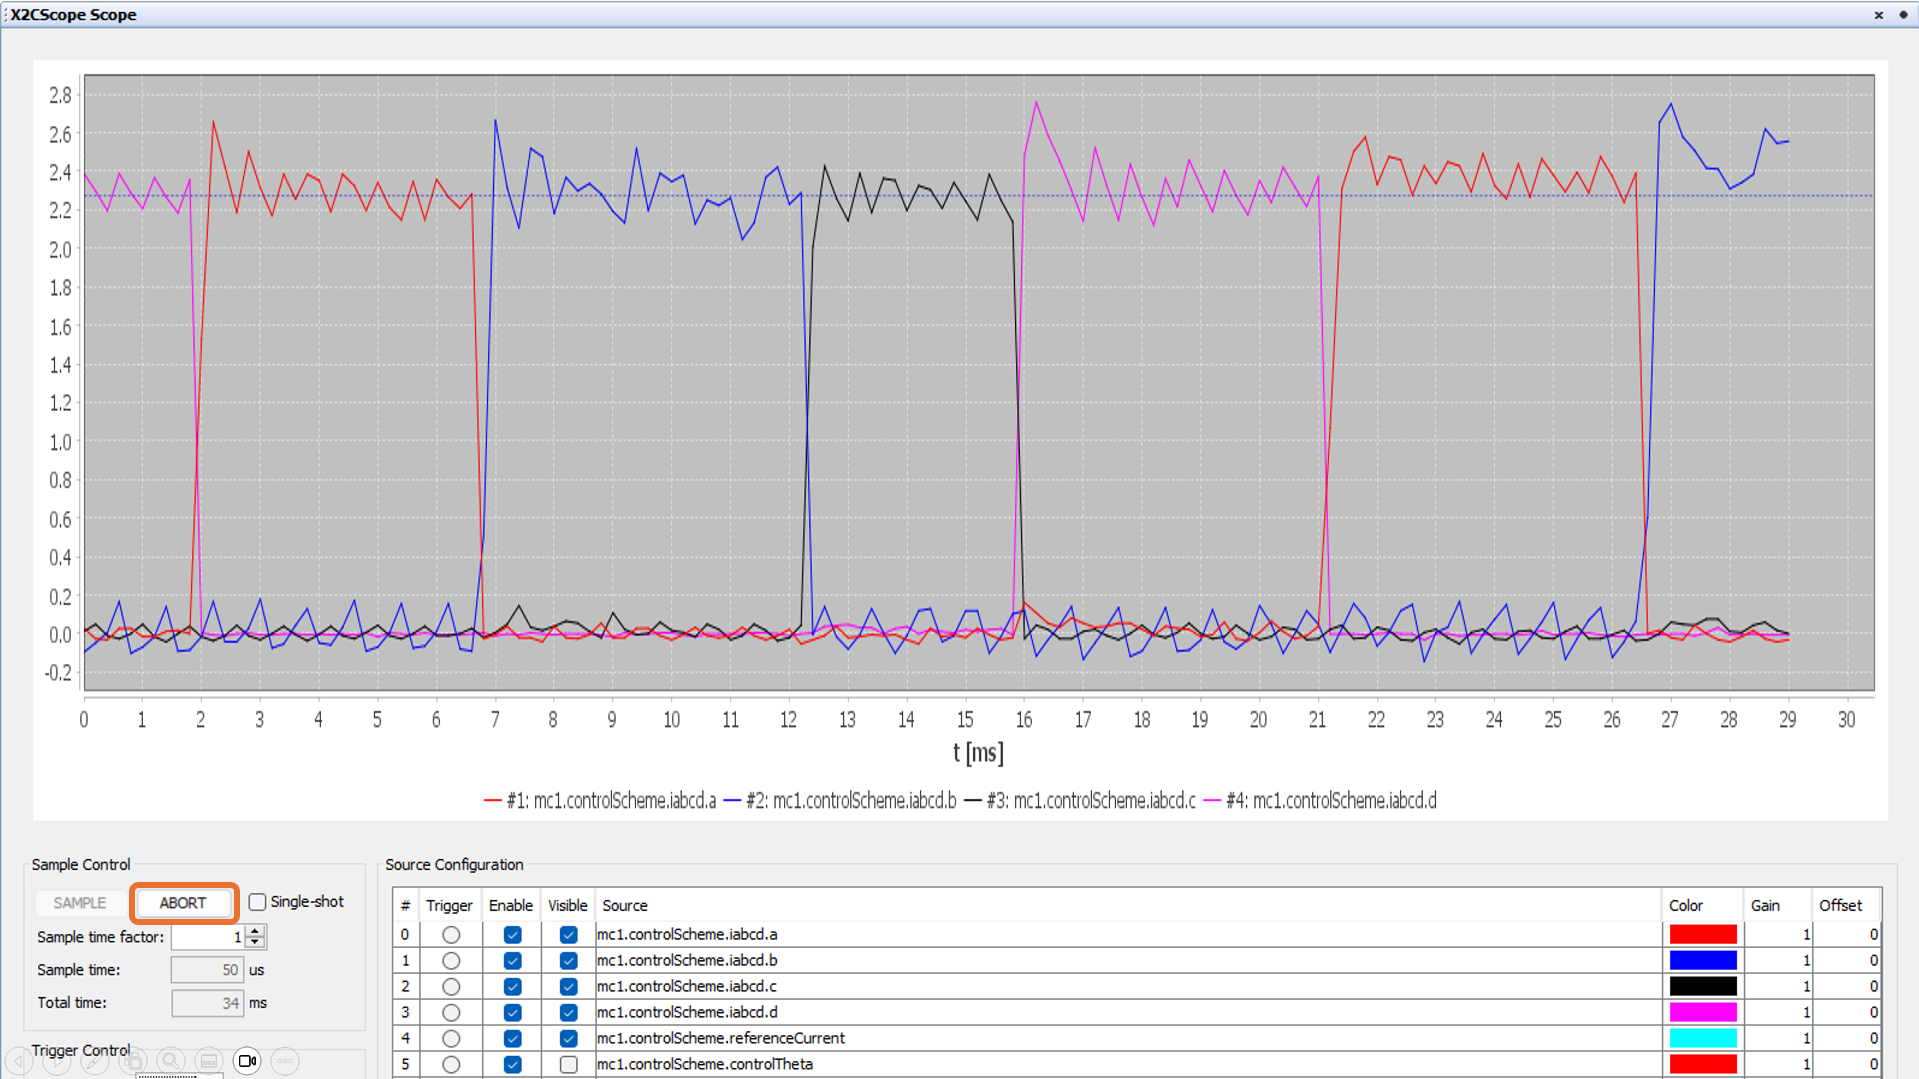 X2CScope Scope
2.8
2.6
2.4
2.2
2.0
1.8
1.6
1.4
1.2
1.0
0.8
0.6
0.4
0.2
0.0
-0.2
0 1 2 3 4 5 6 7 8 9 10 11 12 13 14 15 16 17 18 19 20 21 22 23 24 25 26 27 28 29 30
t [ms]
#1: mc1.controlScheme.iabcd.a #2: mc1.controlScheme.iabcd.b #3: mc1.controlScheme.iabcd.c #4: mc1.controlScheme.iabcd.d
Sample Control
SAMPLE ABORT Single-shot
Sample time factor: 1
Sample time: 50 us
Total time: 34 ms
Trigger Control
Source Configuration
# Trigger Enable Visible Source Color Gain Offset
0 mc1.controlScheme.iabcd.a 1 0
1 mc1.controlScheme.iabcd.b 1 0
2 mc1.controlScheme.iabcd.c 1 0
3 mc1.controlScheme.iabcd.d 1 0
4 mc1.controlScheme.referenceCurrent 1 0
5 mc1.controlScheme.controlTheta 1 0